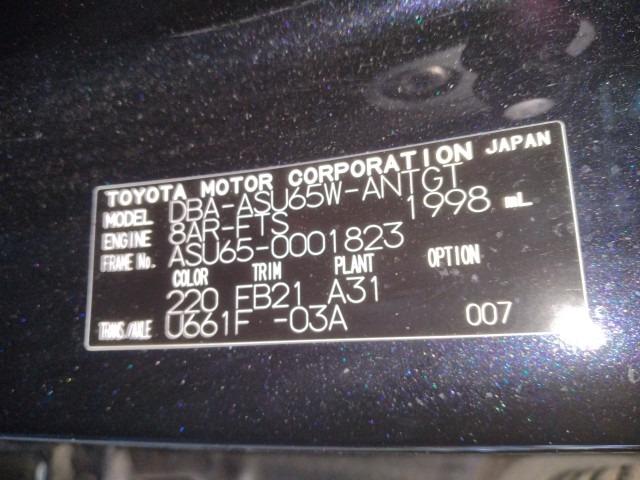 TOYOTA MOTOR CORPORATION JAPAN
MODEL DBA-ASU65W-ANTGT
ENGINE 8AR-FTS 1998 mL
FRAME No. ASU65-0001823
COLOR TRIM PLANT OPTION
220 FB21 A31
TRANS./AXLE U661F -03A 007